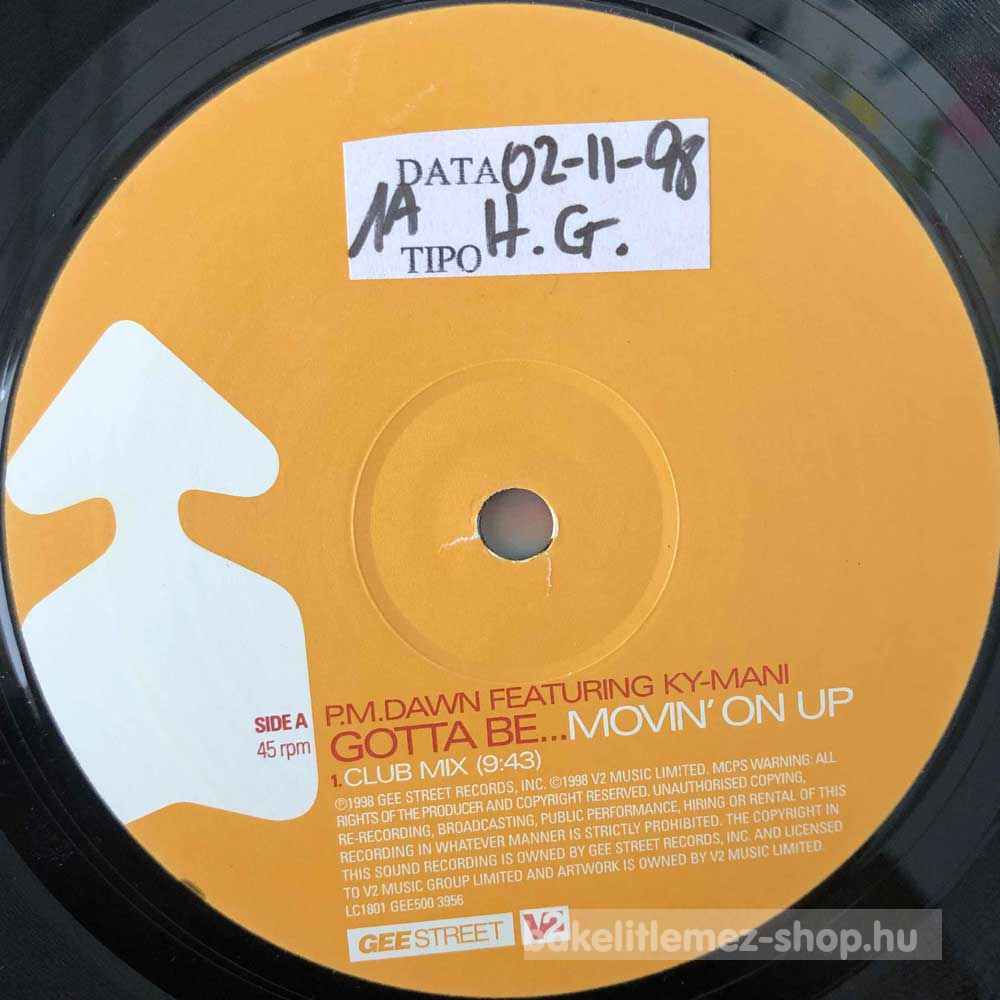 DATA 02-11-98
1A
TIPO H.G.
P.M.DAWN FEATURING KY-MANI
SIDE A
GOTTA BE...MOVIN' ON UP
45 rpm
1. CLUB MIX (9:43)
℗1998 GEE STREET RECORDS, INC. ©1998 V2 MUSIC LIMITED. MCPS WARNING: ALL
RIGHTS OF THE PRODUCER AND COPYRIGHT RESERVED. UNAUTHORISED COPYING,
RE-RECORDING, BROADCASTING, PUBLIC PERFORMANCE, HIRING OR RENTAL OF THIS
RECORDING IN WHATEVER MANNER IS STRICTLY PROHIBITED. THE COPYRIGHT IN
THIS SOUND RECORDING IS OWNED BY GEE STREET RECORDS, INC. AND LICENSED
TO V2 MUSIC GROUP LIMITED AND ARTWORK IS OWNED BY V2 MUSIC LIMITED.
LC1801 GEE500 3956
GEE STREET V2
bakelitlemez-shop.hu